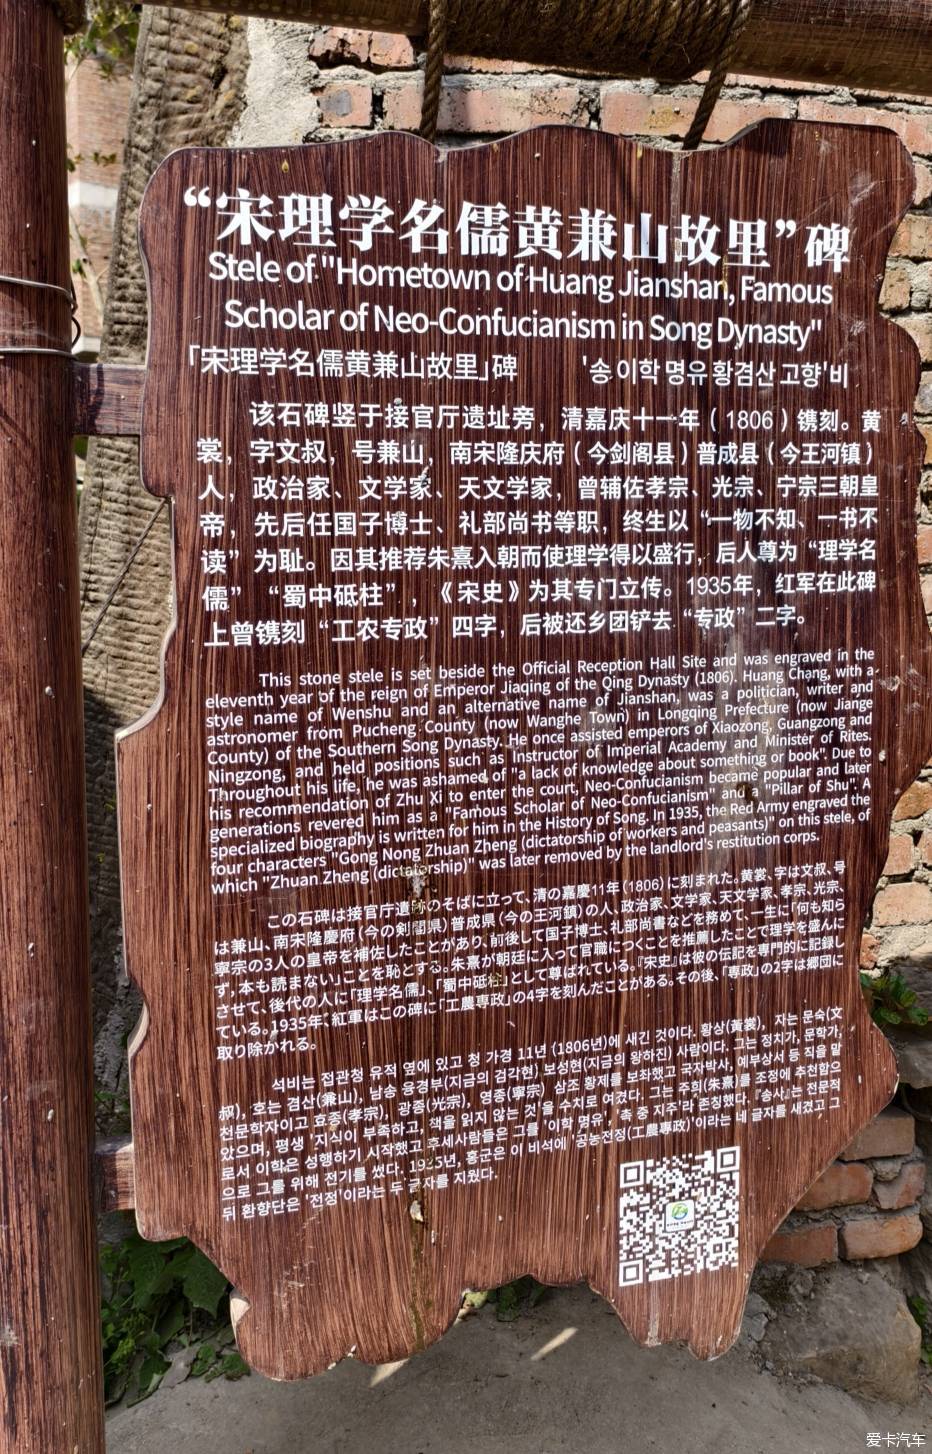 “宋理学名儒黄兼山故里”碑
Stele of "Hometown of Huang Jianshan, Famous
Scholar of Neo-Confucianism in Song Dynasty"
「宋理学名儒黄兼山故里」碑 '송 이학 명유 황겸산 고향'비
该石碑竖于接官厅遗址旁，清嘉庆十一年（1806）镌刻。黄
裳，字文叔，号兼山，南宋隆庆府（今剑阁县）普成县（今王河镇）
人，政治家、文学家、天文学家，曾辅佐孝宗、光宗、宁宗三朝皇
帝，先后任国子博士、礼部尚书等职，终生以“一物不知、一书不
读”为耻。因其推荐朱熹入朝而使理学得以盛行，后人尊为“理学名
儒”“蜀中砥柱”，《宋史》为其专门立传。1935年，红军在此碑
上曾镌刻“工农专政”四字，后被还乡团铲去“专政”二字。
This stone stele is set beside the Official Reception Hall Site and was engraved in the
eleventh year of the reign of Emperor Jiaqing of the Qing Dynasty (1806). Huang Chang, with a
style name of Wenshu and an alternative name of Jianshan, was a politician, writer and
astronomer from Pucheng County (now Wanghe Town) in Longqing Prefecture (now Jiange
County) of the Southern Song Dynasty. He once assisted emperors of Xiaozong, Guangzong and
Ningzong, and held positions such as Instructor of Imperial Academy and Minister of Rites.
Throughout his life, he was ashamed of "a lack of knowledge about something or book". Due to
his recommendation of Zhu Xi to enter the court, Neo-Confucianism became popular and later
generations revered him as a "Famous Scholar of Neo-Confucianism" and a "Pillar of Shu". A
specialized biography is written for him in the History of Song. In 1935, the Red Army engraved the
four characters "Gong Nong Zhuan Zheng (dictatorship of workers and peasants)" on this stele, of
which "Zhuan Zheng (dictatorship)" was later removed by the landlord's restitution corps.
この石碑は接官庁遺跡のそばに立って、清の嘉慶11年（1806）に刻まれた。黄裳、字は文叔、号
は兼山、南宋隆慶府（今の剣閣県）普成県（今の王河鎮）の人、政治家、文学家、天文学家、孝宗、光宗、
寧宗の3人の皇帝を補佐したことがあり、前後して国子博士、礼部尚書などを務めて、一生に「何も知ら
ず、本も読まない」ことを恥とする。朱熹が朝廷に入って官職につくことを推薦したことで理学を盛んに
させて、後代の人に「理学名儒」、「蜀中砥柱」として尊ばれている。『宋史』は彼の伝記を専門的に記録し
ている。1935年、紅軍はこの碑に「工農専政」の4字を刻んだことがある。その後、「専政」の2字は郷団に
取り除かれる。
석비는 접관청 유적 옆에 있고 청 가경 11년 (1806년)에 새긴 것이다. 황상(黄裳), 자는 문숙(文
叔), 호는 겸산(兼山), 남송 융경부(지금의 검각현) 보성현(지금의 왕하진) 사람이다. 그는 정치가, 문학가,
천문학자이고 효종(孝宗), 광종(光宗), 영종(寧宗) 삼조 황제를 보좌했고 국자박사, 예부상서 등 직을 맡
았으며, 평생 '지식이 부족하고, 책을 읽지 않는 것'을 수치로 여겼다. 그는 주희(朱熹)를 조정에 추천함으
로서 이학은 성행하기 시작했고 후세사람들은 그를 '이학 명유', '촉 중 지주'라 존칭했다. 『송사』는 전문적
으로 그를 위해 전기를 썼다. 1935년, 홍군은 이 비석에 '공농전정(工農專政)'이라는 네 글자를 새겼고 그
뒤 환향단은 '전정'이라는 두 글자를 지웠다.
爱卡汽车